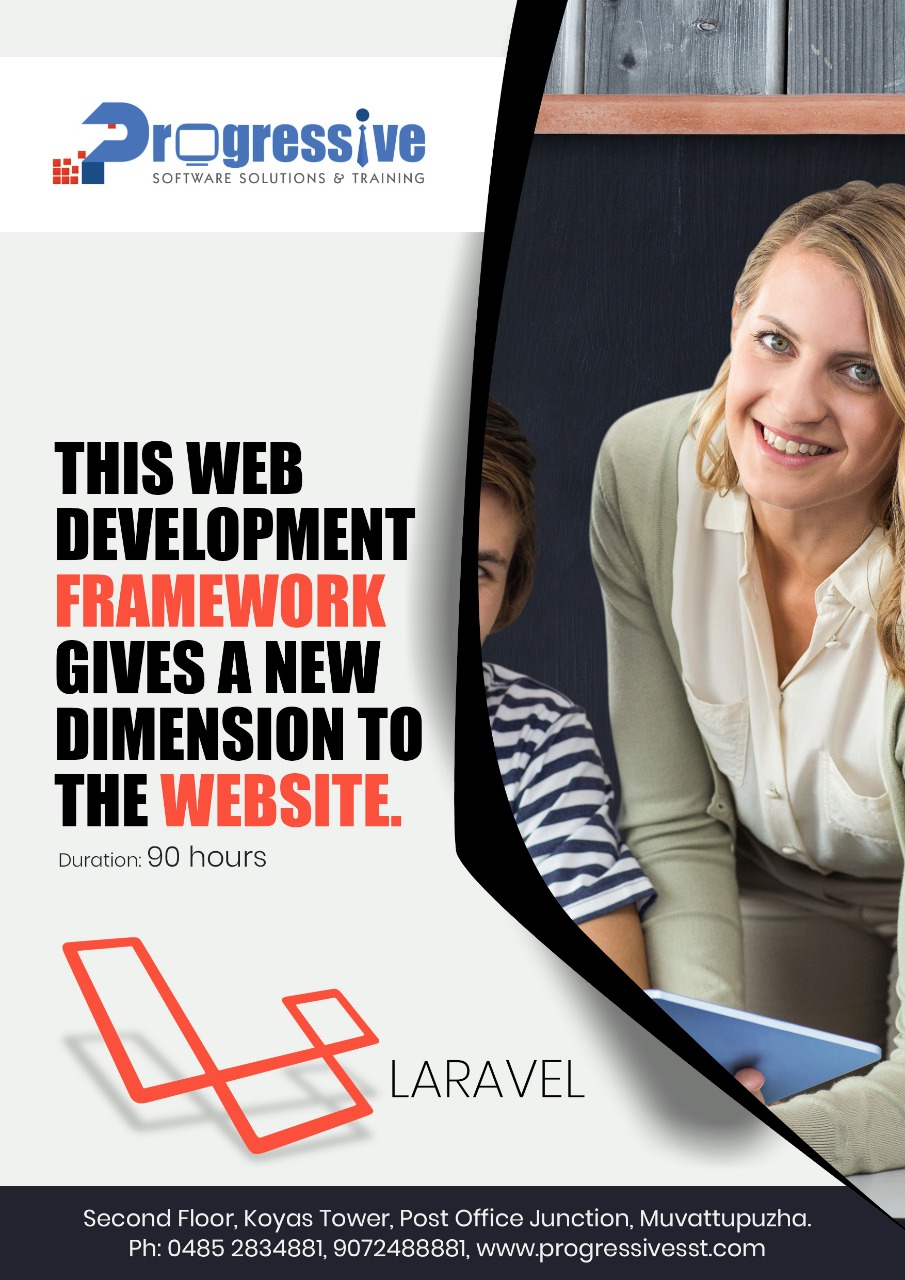 Progressive
SOFTWARE SOLUTIONS & TRAINING
THIS WEB
DEVELOPMENT
FRAMEWORK
GIVES A NEW
DIMENSION TO
THE WEBSITE.
Duration: 90 hours
LARAVEL
Second Floor, Koyas Tower, Post Office Junction, Muvattupuzha.
Ph: 0485 2834881, 9072488881, www.progressivesst.com